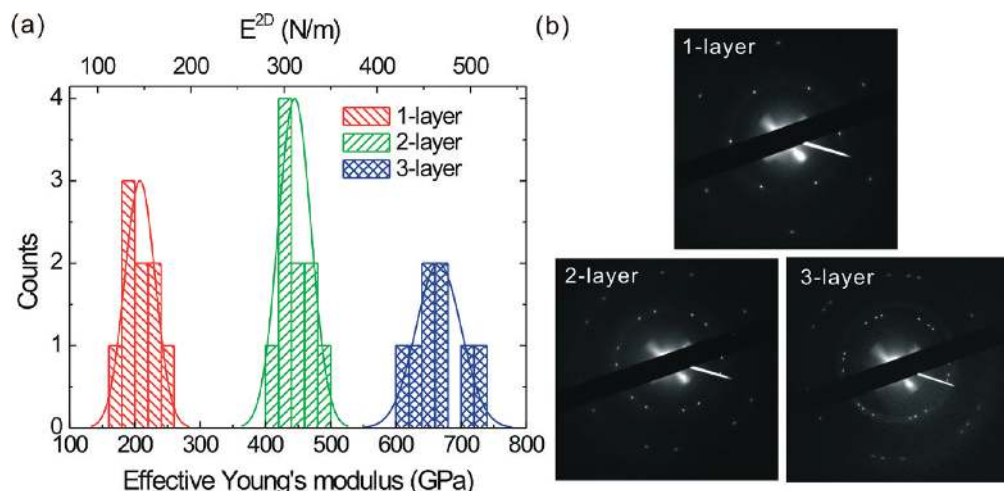 (a)
E2D (N/m)
100 200 300 400 500
4
3
2
1
0
Counts
1-layer
2-layer
3-layer
100 200 300 400 500 600 700 800
Effective Young's modulus (GPa)
(b)
1-layer
2-layer
3-layer